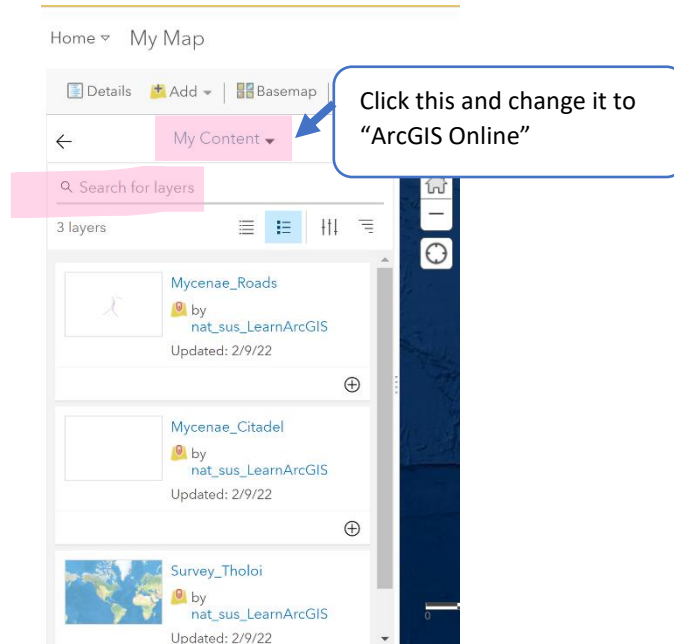 Home My Map
Details Add Basemap
Click this and change it to
“ArcGIS Online”
My Content
Search for layers
3 layers
Mycenae_Roads
by
nat_sus_LearnArcGIS
Updated: 2/9/22
Mycenae_Citadel
by
nat_sus_LearnArcGIS
Updated: 2/9/22
Survey_Tholoi
by
nat_sus_LearnArcGIS
Updated: 2/9/22
0